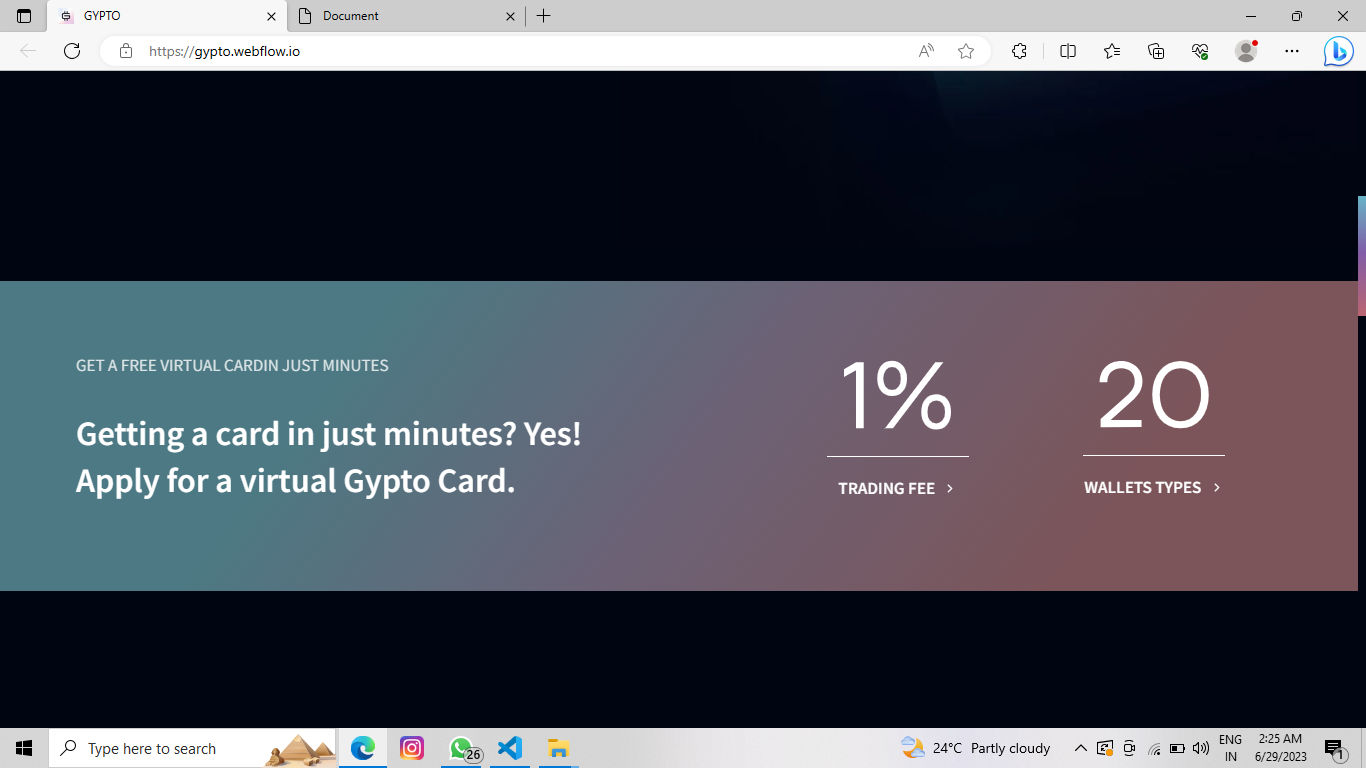 GYPTO
Document
https://gypto.webflow.io
GET A FREE VIRTUAL CARDIN JUST MINUTES
Getting a card in just minutes? Yes!
Apply for a virtual Gypto Card.
1%
TRADING FEE
20
WALLETS TYPES
Type here to search
26
24°C Partly cloudy
ENG
IN
2:25 AM
6/29/2023
1